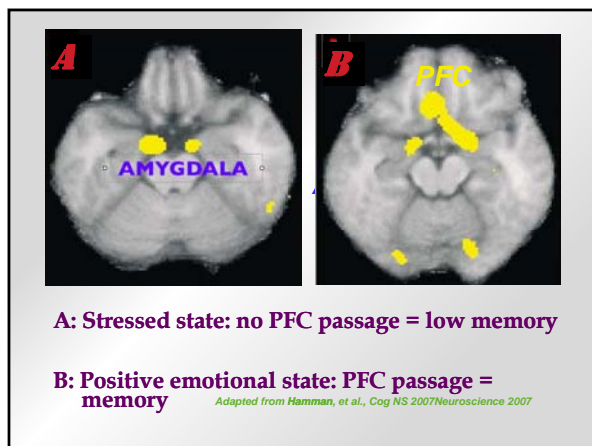 A
B
PFC
AMYGDALA
A: Stressed state: no PFC passage = low memory
B: Positive emotional state: PFC passage =
memory
Adapted from Hamman, et al., Cog NS 2007Neuroscience 2007